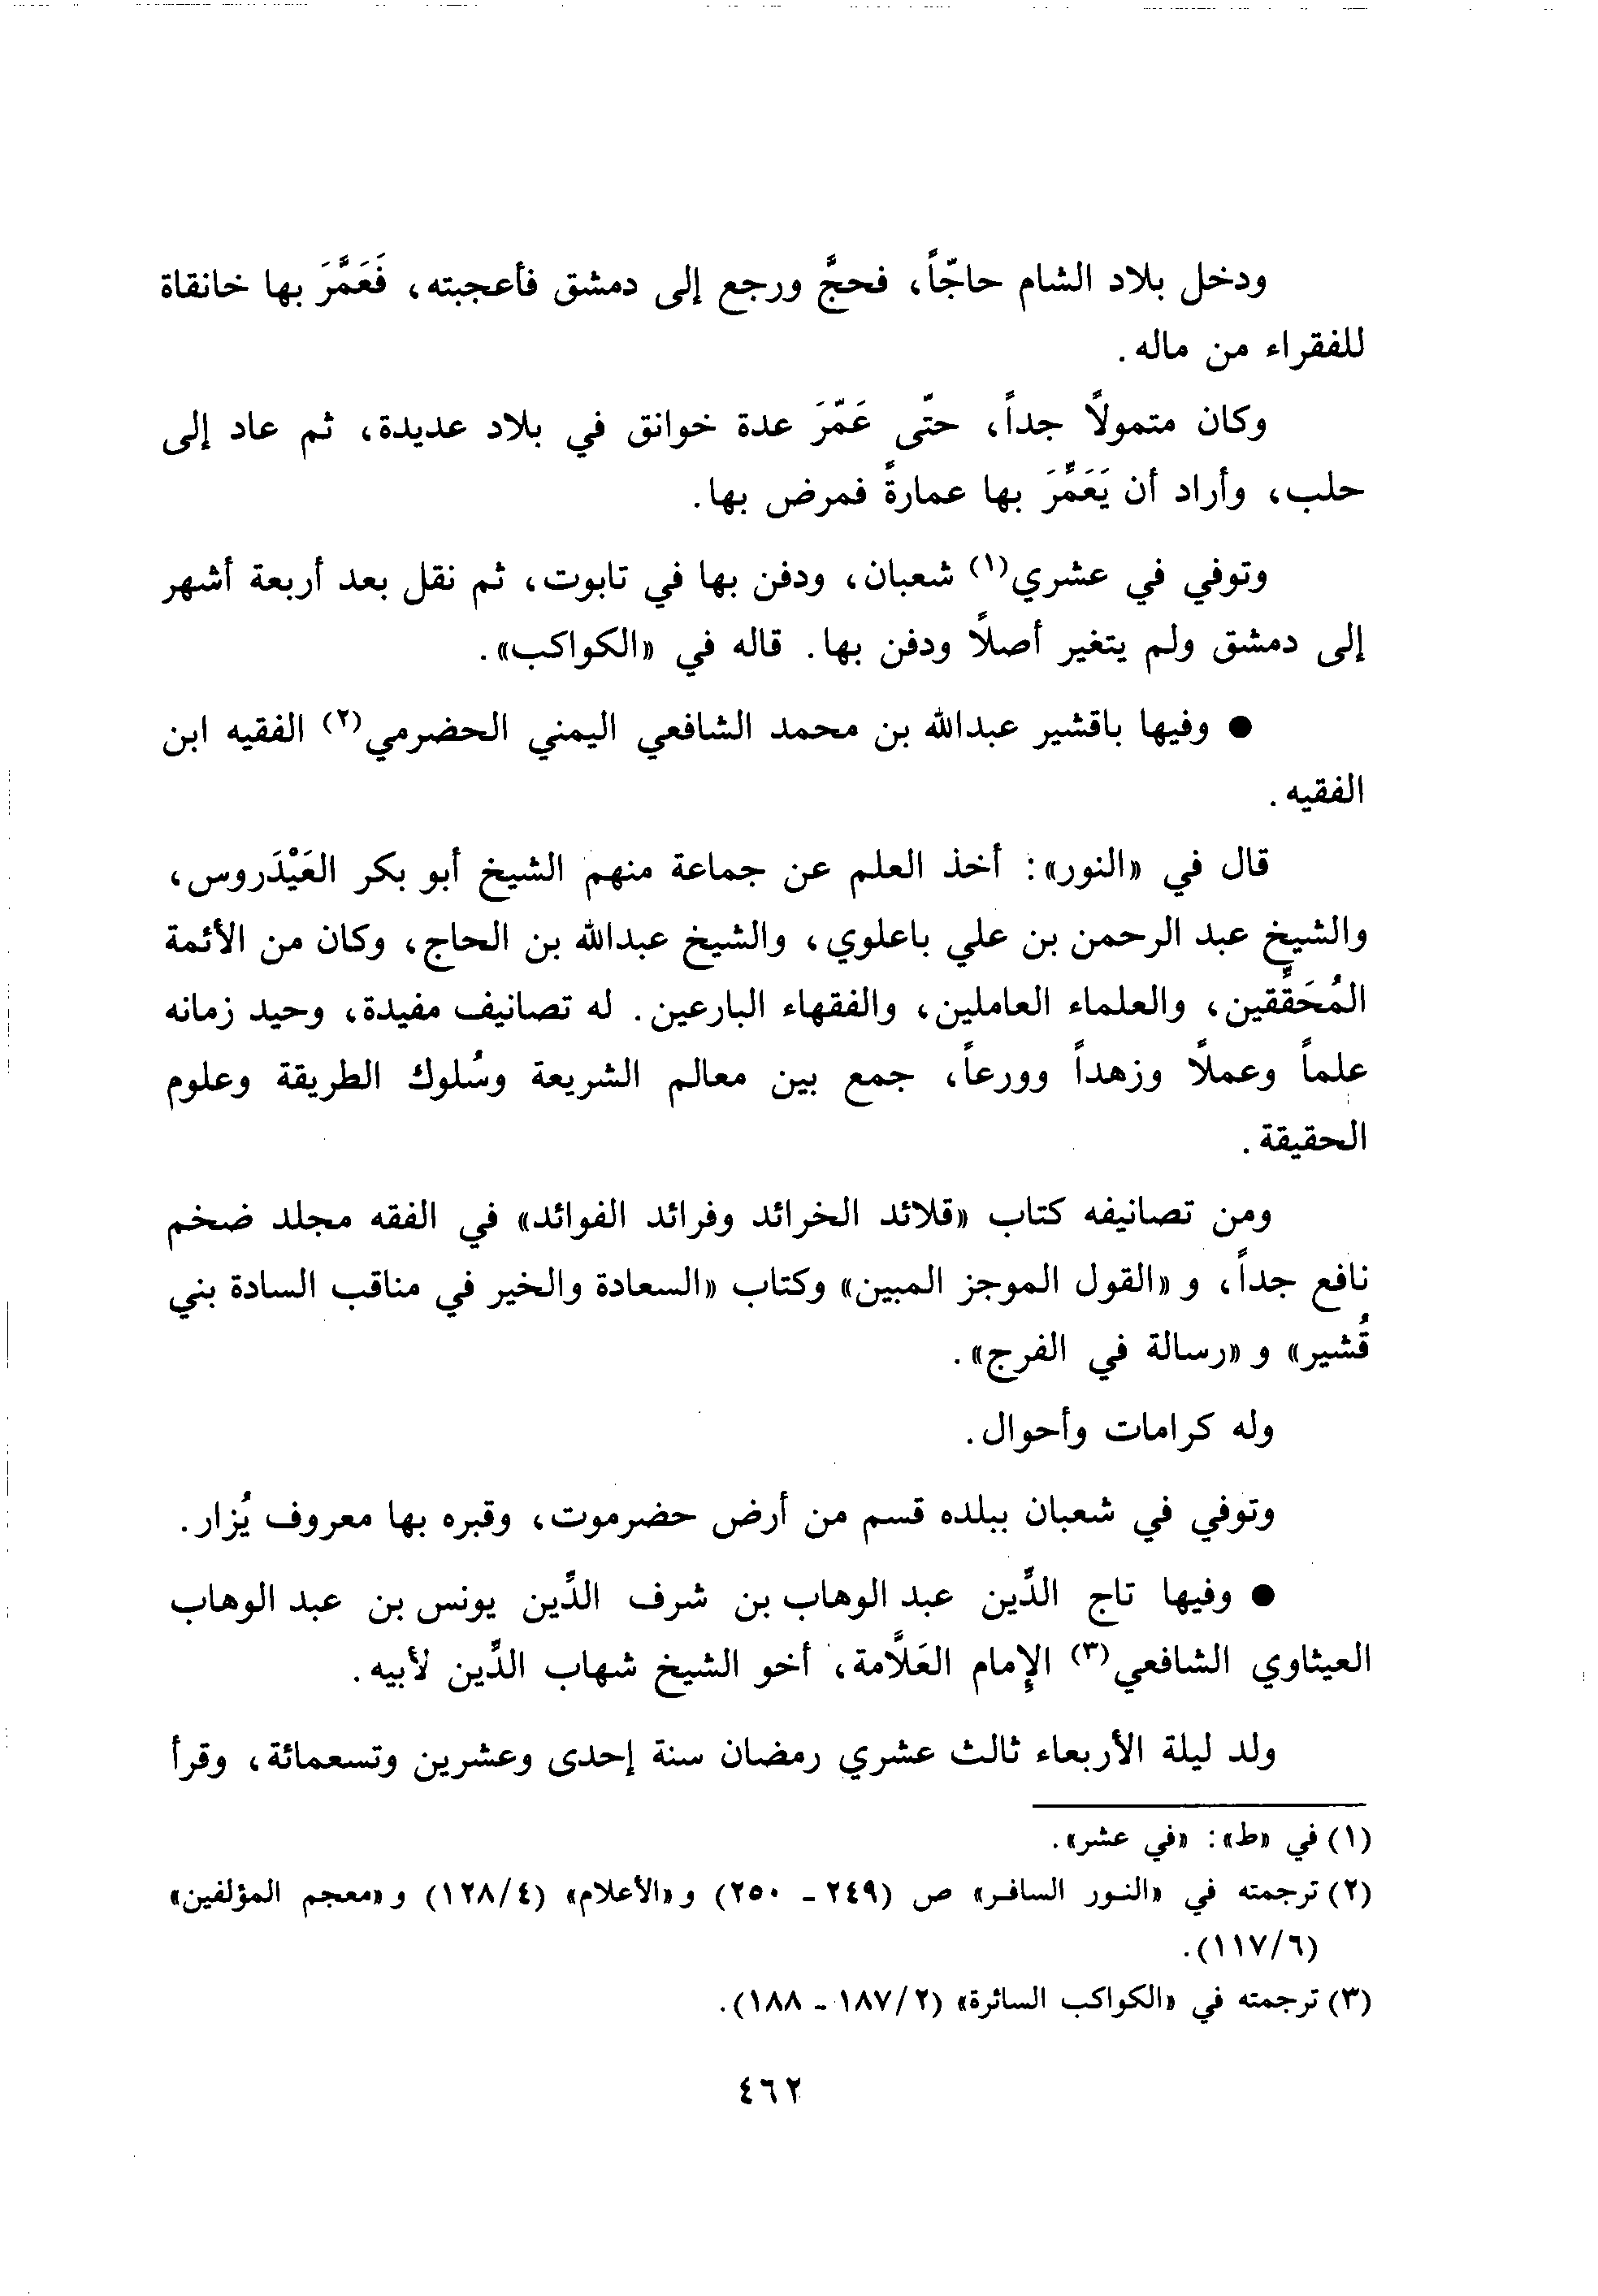 ودخل بلاد الشام حاجّاً، فحجَّ ورجع إلى دمشق فأعجبته، فَعَمَّرَ بها خانقاة
للفقراء من ماله.
وكان متمولاً جداً، حتّى عَمّرَ عدة خوانق في بلاد عديدة، ثم عاد إلى
حلب، وأراد أن يَعَمَّرَ بها عمارةً فمرض بها.
وتوفي في عشري(١) شعبان، ودفن بها في تابوت، ثم نقل بعد أربعة أشهر
إلى دمشق ولم يتغير أصلاً ودفن بها. قاله في «الكواكب».
● وفيها باقشير عبدالله بن محمد الشافعي اليمني الحضرمي(٢) الفقيه ابن
الفقيه.
قال في «النور»: أخذ العلم عن جماعة منهم الشيخ أبو بكر العَيْدَروس،
والشيخ عبد الرحمن بن علي باعلوي، والشيخ عبدالله بن الحاج، وكان من الأئمة
المُحَقِّقين، والعلماء العاملين، والفقهاء البارعين. له تصانيف مفيدة، وحيد زمانه
علماً وعملاً وزهداً وورعاً، جمع بين معالم الشريعة وسُلوك الطريقة وعلوم
الحقيقة.
ومن تصانيفه كتاب «قلائد الخرائد وفرائد الفوائد» في الفقه مجلد ضخم
نافع جداً، و «القول الموجز المبين» وكتاب «السعادة والخير في مناقب السادة بني
قُشير» و «رسالة في الفرج».
وله كرامات وأحوال.
وتوفي في شعبان ببلده قسم من أرض حضرموت، وقبره بها معروف يُزار.
● وفيها تاج الدِّين عبد الوهاب بن شرف الدِّين يونس بن عبد الوهاب
العيثاوي الشافعي(٣) الإِمام العَلَّامة، أخو الشيخ شهاب الدِّين لأبيه.
ولد ليلة الأربعاء ثالث عشري رمضان سنة إحدى وعشرين وتسعمائة، وقرأ
(١) في «ط»: «في عشر».
(٢) ترجمته في «النور السافر» ص (٢٤٩ - ٢٥٠) و«الأعلام» (١٢٨/٤) و«معجم المؤلفين»
(١١٧/٦).
(٣) ترجمته في «الكواكب السائرة» (١٨٧/٢ - ١٨٨).
٤٦٢